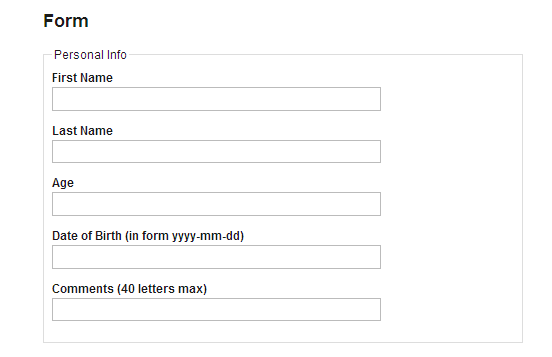 Form
Personal Info
First Name
Last Name
Age
Date of Birth (in form yyyy-mm-dd)
Comments (40 letters max)